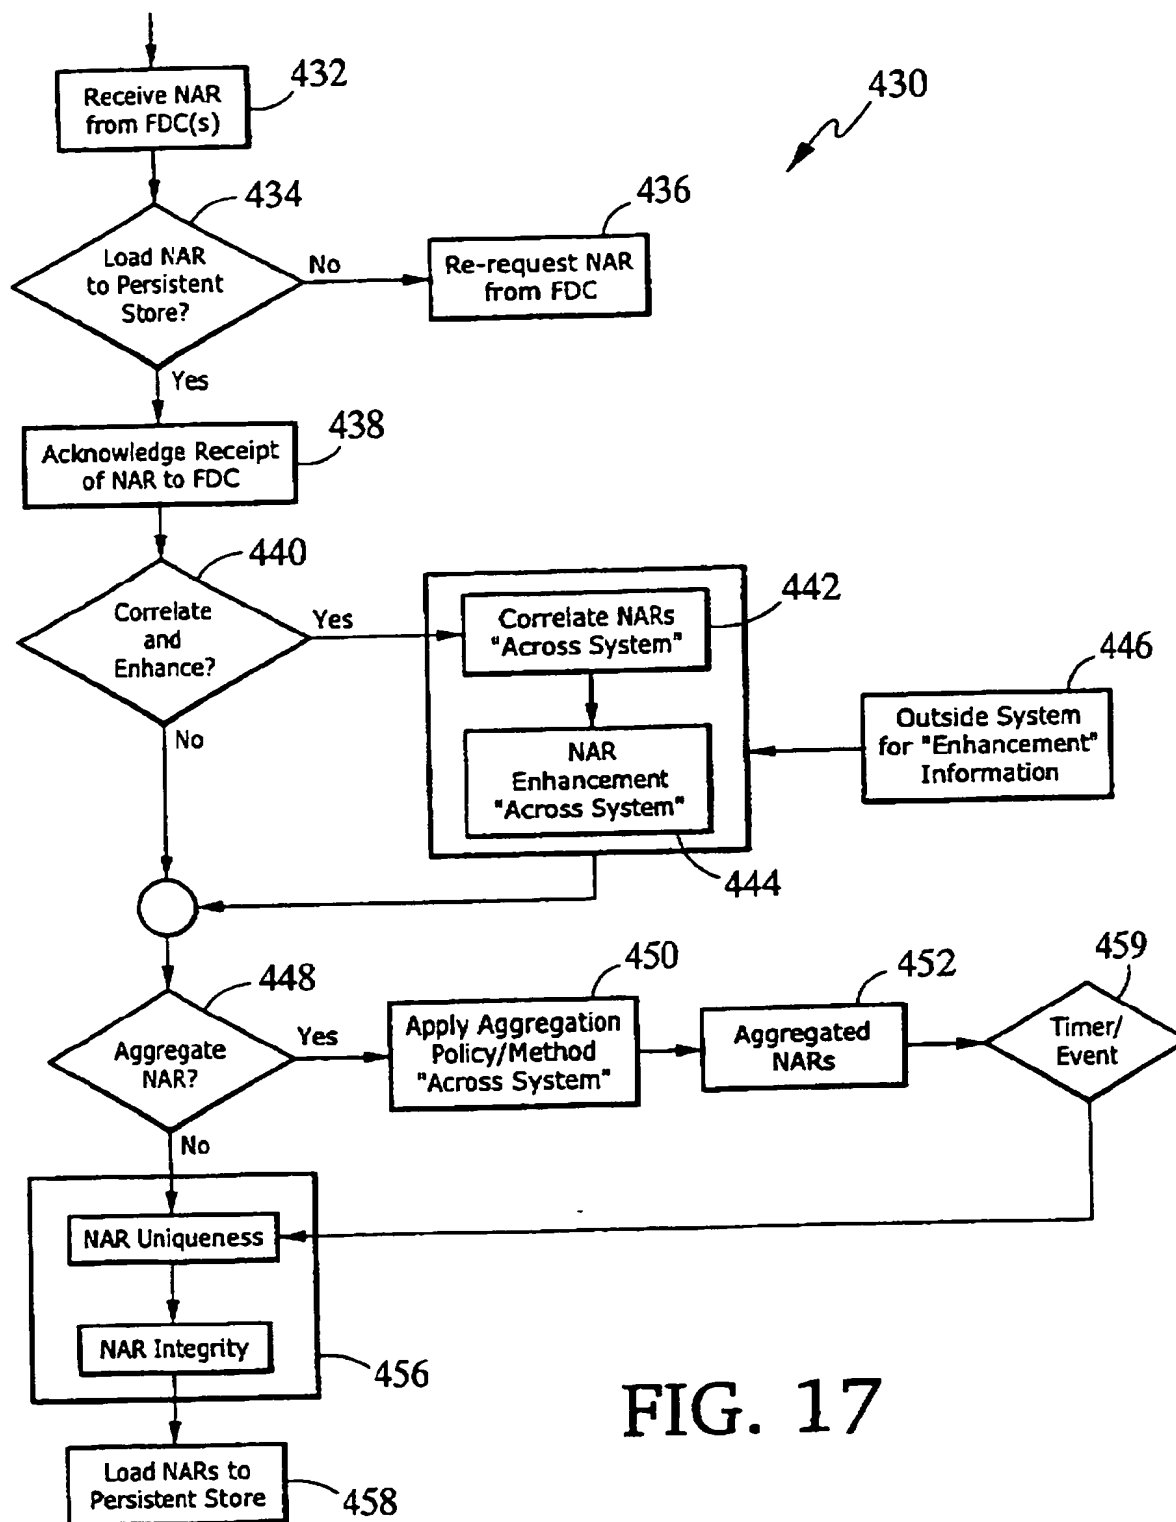 432
Receive NAR
from FDC(s)
430
434
436
Load NAR
to Persistent
Store?
No
Re-request NAR
from FDC
Yes
438
Acknowledge Receipt
of NAR to FDC
440
442
Correlate
and
Enhance?
Yes
Correlate NARs
"Across System"
446
Outside System
for "Enhancement"
Information
No
NAR
Enhancement
"Across System"
444
448
450
452
459
Aggregate
NAR?
Yes
Apply Aggregation
Policy/Method
"Across System"
Aggregated
NARs
Timer/
Event
No
NAR Uniqueness
NAR Integrity
456
FIG. 17
Load NARs to
Persistent Store
458